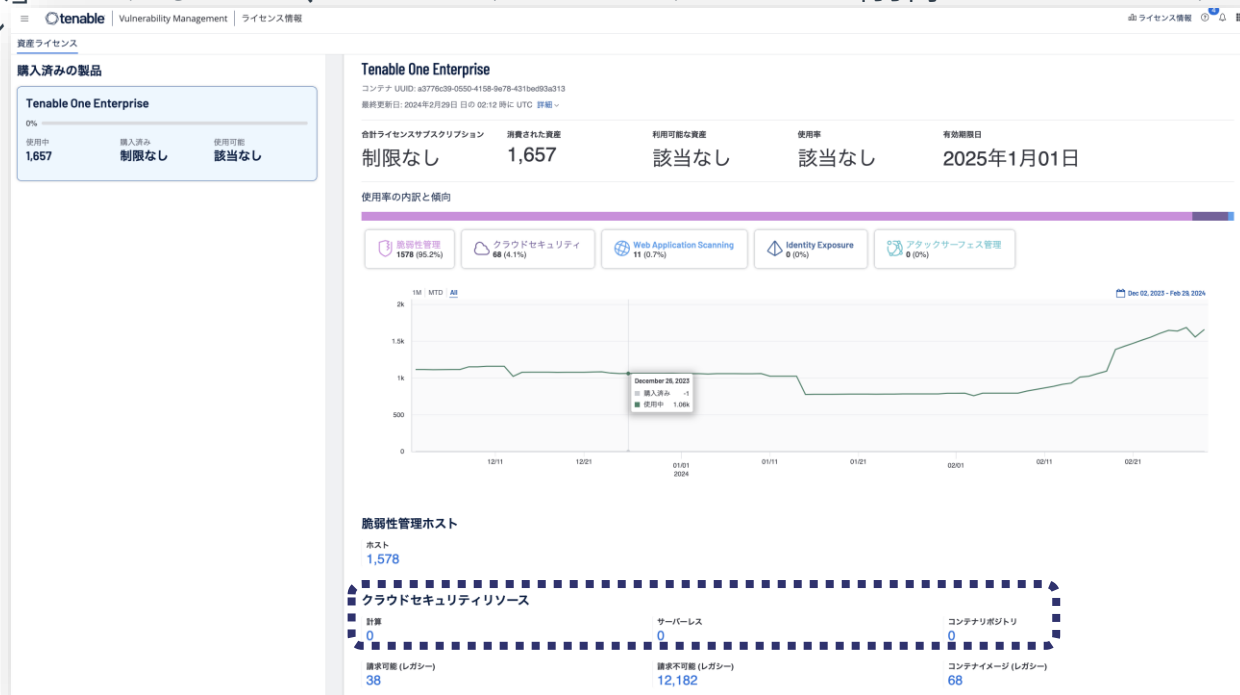 tenable Vulnerability Management ライセンス情報
ライセンス情報
4
資産ライセンス
購入済みの製品
Tenable One Enterprise
0%
使用中 購入済み 使用可能
1,657 制限なし 該当なし
Tenable One Enterprise
コンテナ UUID: a3776c39-0550-4158-9e78-431bed93a313
最終更新日: 2024年2月29日 日の 02:12 時に UTC 詳細
合計ライセンスサブスクリプション 消費された資産 利用可能な資産 使用率 有効期限日
制限なし 1,657 該当なし 該当なし 2025年1月01日
使用率の内訳と傾向
脆弱性管理
1578 (95.2%)
クラウドセキュリティ
68 (4.1%)
Web Application Scanning
11 (0.7%)
Identity Exposure
0 (0%)
アタックサーフェス管理
0 (0%)
1M MTD All
Dec 02, 2023 - Feb 29, 2024
2k
1.5k
1k
500
0
December 26, 2023
購入済み -1
使用中 1.06k
12/11 12/21 01/01 01/11 01/21 02/01 02/11 02/21
2024
脆弱性管理ホスト
ホスト
1,578
クラウドセキュリティリソース
計算 サーバーレス コンテナリポジトリ
0 0 0
請求可能 (レガシー) 請求不可能 (レガシー) コンテナイメージ (レガシー)
38 12,182 68